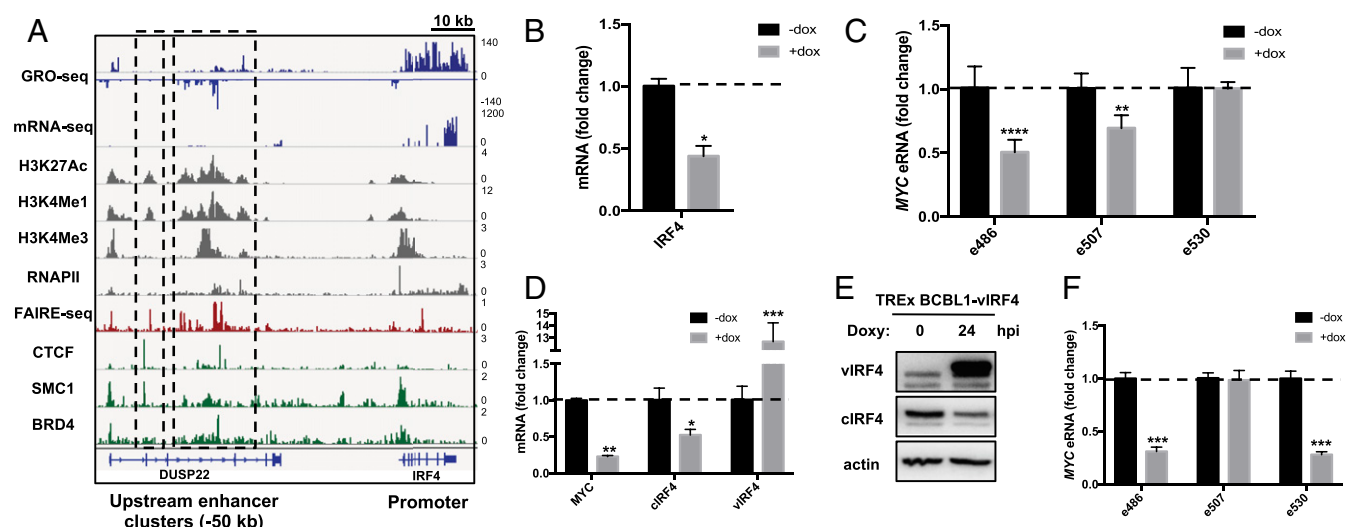 A
10 kb
GRO-seq
140
0
-140
mRNA-seq
1200
0
H3K27Ac
4
0
H3K4Me1
12
0
H3K4Me3
3
0
RNAPII
3
0
FAIRE-seq
1
0
CTCF
3
0
SMC1
2
0
BRD4
2
0
DUSP22
IRF4
Upstream enhancer
clusters (-50 kb)
Promoter
B
mRNA (fold change)
1.5
1.0
0.5
0.0
-dox
+dox
*
IRF4
C
MYC eRNA (fold change)
1.5
1.0
0.5
0.0
-dox
+dox
****
**
e486
e507
e530
D
mRNA (fold change)
15
14
13
1.5
1.0
0.5
0.0
-dox
+dox
**
*
***
MYC
cIRF4
vIRF4
E
TREx BCBL1-vIRF4
Doxy: 0 24 hpi
vIRF4
cIRF4
actin
F
MYC eRNA (fold change)
1.5
1.0
0.5
0.0
-dox
+dox
***
***
e486
e507
e530